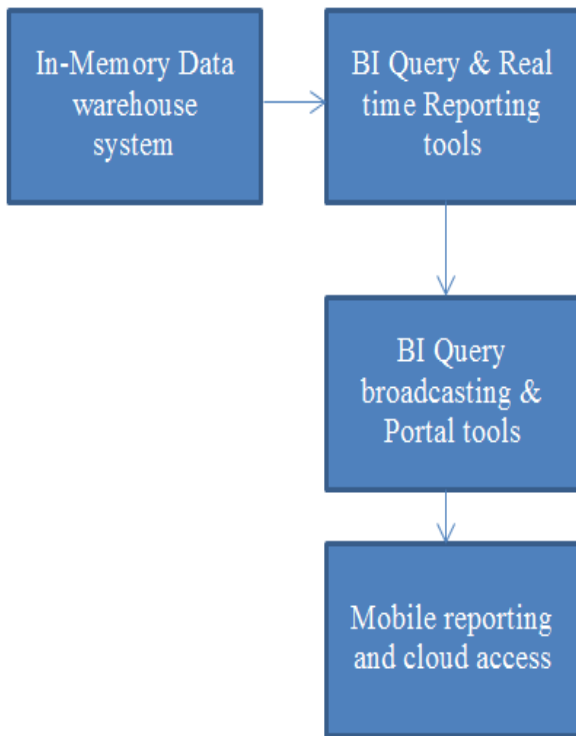 In-Memory Data
warehouse
system
BI Query & Real
time Reporting
tools
BI Query
broadcasting &
Portal tools
Mobile reporting
and cloud access